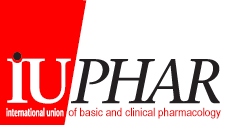 iUPHAR
international union of basic and clinical pharmacology